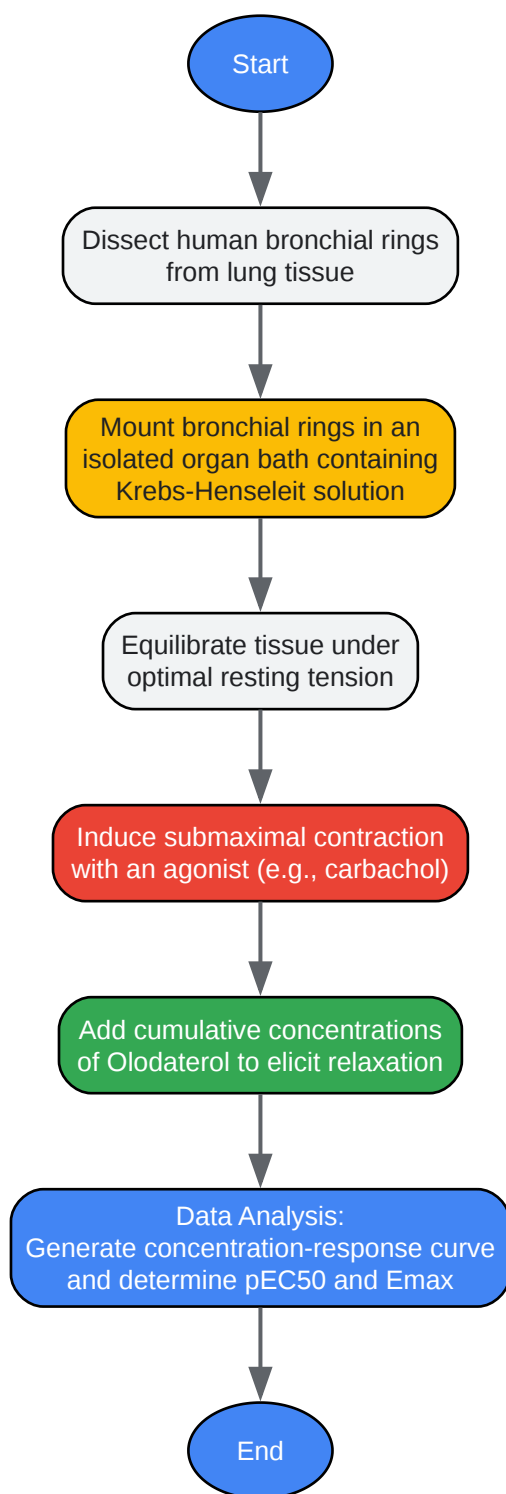 Start
Dissect human bronchial rings
from lung tissue
Mount bronchial rings in an
isolated organ bath containing
Krebs-Henseleit solution
Equilibrate tissue under
optimal resting tension
Induce submaximal contraction
with an agonist (e.g., carbachol)
Add cumulative concentrations
of Olodaterol to elicit relaxation
Data Analysis:
Generate concentration-response curve
and determine pEC50 and Emax
End